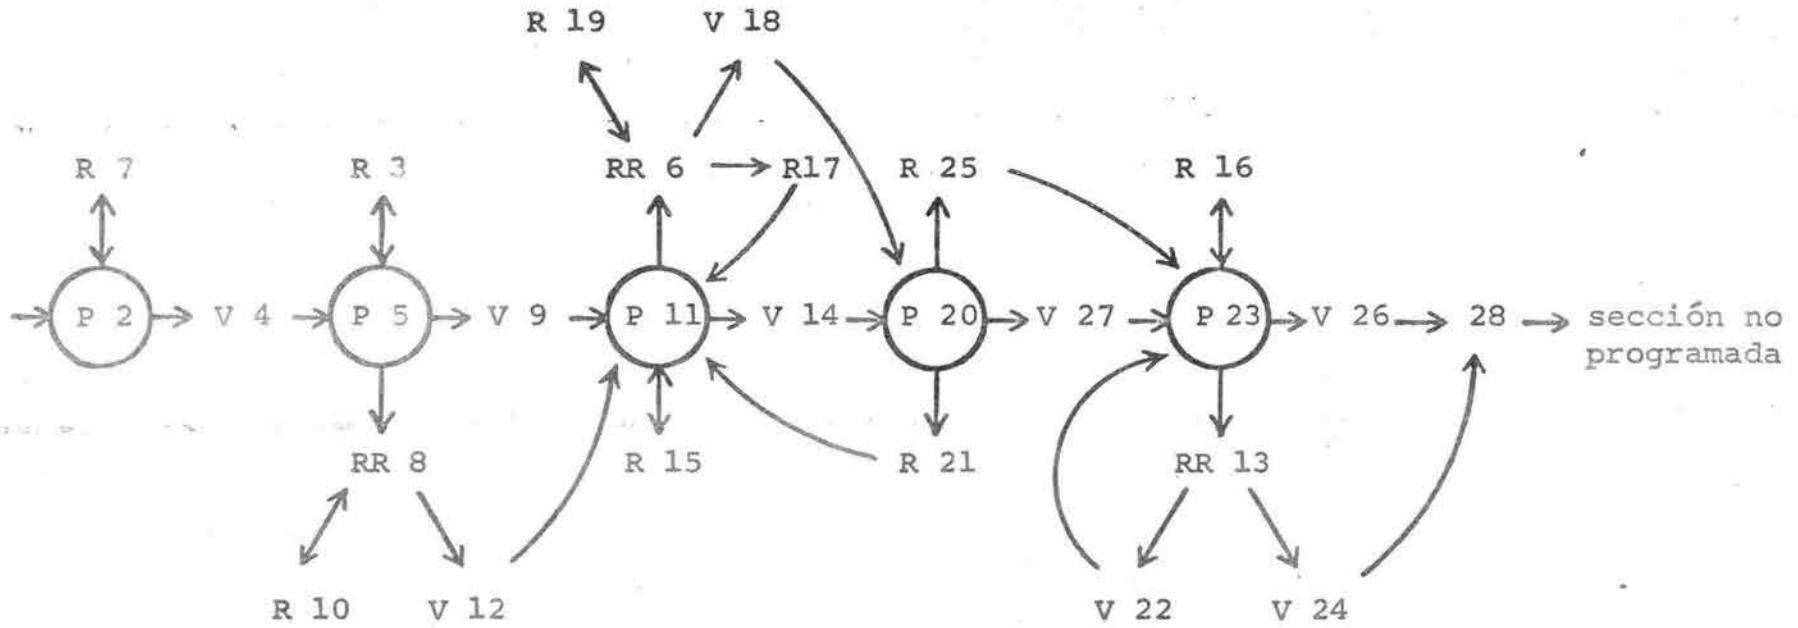 R 19 V 18
R 7 R 3 RR 6 R17 R 25 R 16
P 2 V 4 P 5 V 9 P 11 V 14 P 20 V 27 P 23 V 26 28 sección no
programada
RR 8 R 15 R 21 RR 13
R 10 V 12 V 22 V 24